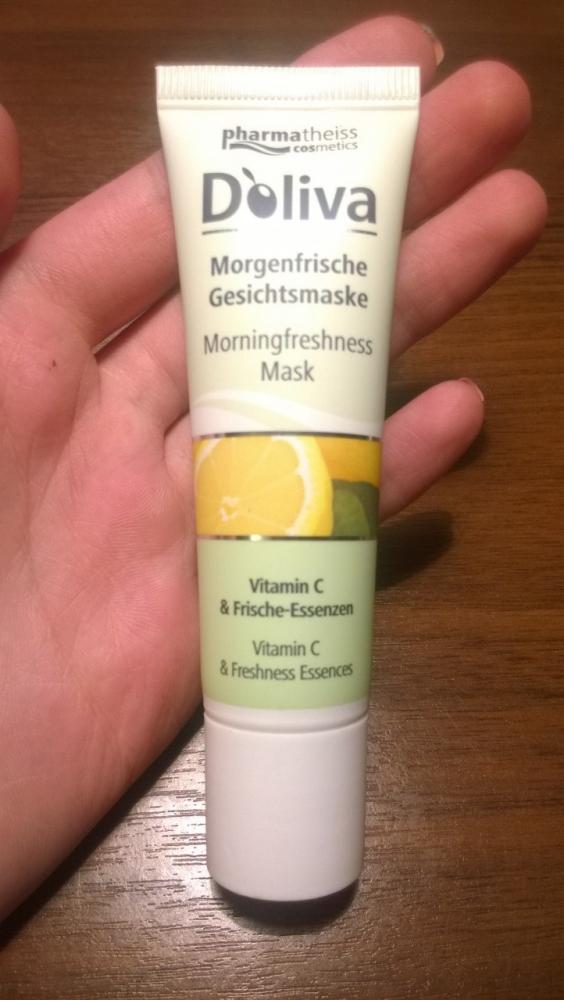 pharmatheiss
cosmetics
D'oliva
Morgenfrische
Gesichtsmaske
Morningfreshness
Mask
Vitamin C
& Frische-Essenzen
Vitamin C
& Freshness Essences